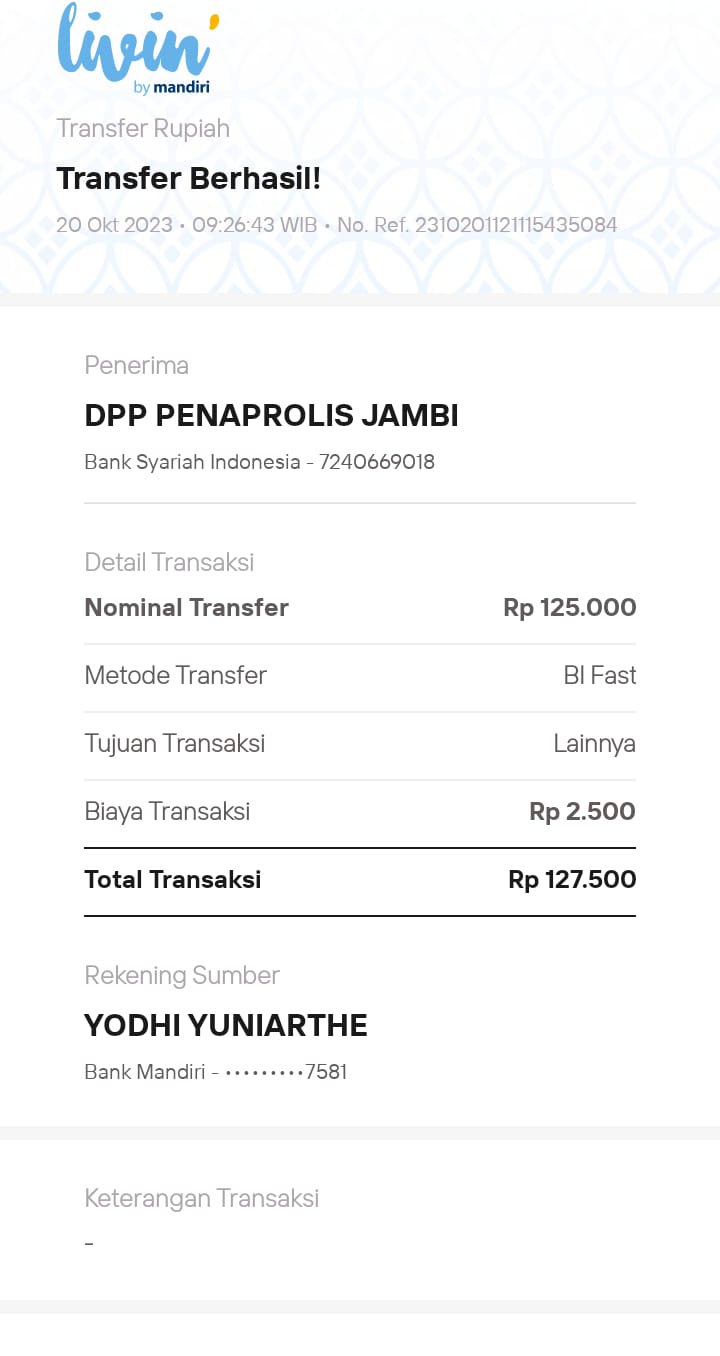 livin'
by mandiri
Transfer Rupiah
Transfer Berhasil!
20 Okt 2023 • 09:26:43 WIB • No. Ref. 2310201121115435084
Penerima
DPP PENAPROLIS JAMBI
Bank Syariah Indonesia - 7240669018
Detail Transaksi
Nominal Transfer Rp 125.000
Metode Transfer BI Fast
Tujuan Transaksi Lainnya
Biaya Transaksi Rp 2.500
Total Transaksi Rp 127.500
Rekening Sumber
YODHI YUNIARTHE
Bank Mandiri - •••••••••7581
Keterangan Transaksi
-